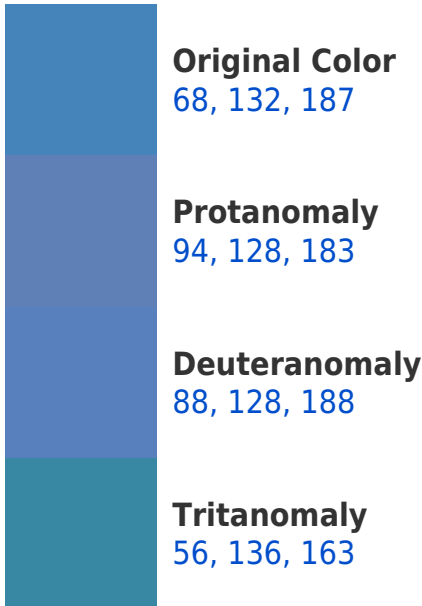 Original Color
68, 132, 187
Protanomaly
94, 128, 183
Deuteranomaly
88, 128, 188
Tritanomaly
56, 136, 163